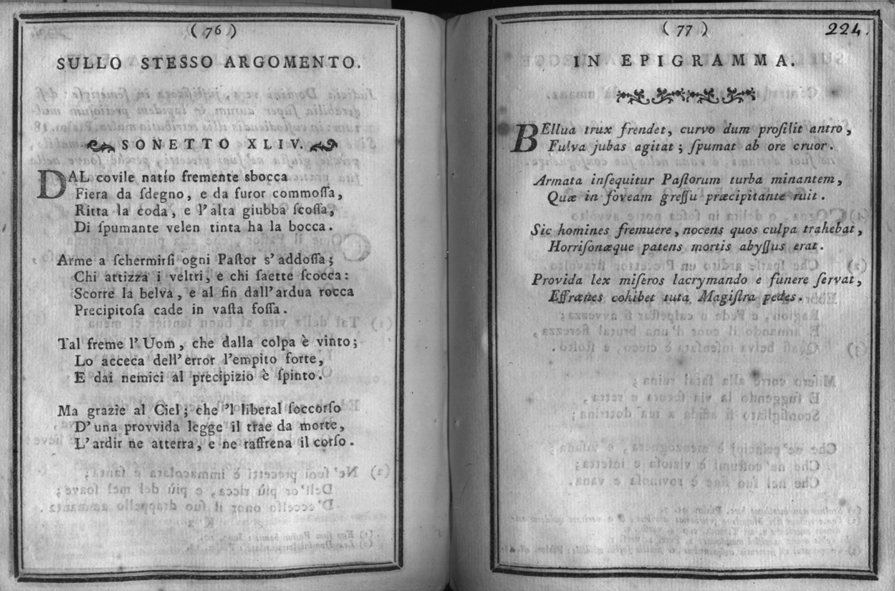 ( 76 )
SULLO STESSO ARGOMENTO.
SONETTO XLIV.
DAL covile natío fremente sbocca
Fiera da ſdegno, e da furor commoſſa,
Ritta la coda, e l'alta giubba ſcoſſa,
Di ſpumante velen tinta ha la bocca.
Arme a ſchermirſi ogni Paſtor s'addoſſa;
Chi attizza i veltri, e chi ſaette ſcocca:
Scorre la belva, e al fin dall'ardua rocca
Precipitoſa cade in vaſta foſſa.
Tal freme l'Uom, che dalla colpa è vinto;
Lo acceca dell'error l'empito forte,
E dai nemici al precipizio è ſpinto.
Ma grazie al Ciel; che 'l liberal ſoccorſo
D'una provvida legge il trae da morte,
L'ardir ne atterra, e ne raffrena il corſo.
( 77 )
224.
IN EPIGRAMMA.
BEllua trux frendet, curvo dum proſilit antro,
Fulva jubas agitat; ſpumat ab ore cruor.
Armata inſequitur Paſtorum turba minantem,
Quæ in foveam greſſu præcipitante ruit.
Sic homines fremuere, nocens quos culpa trahebat,
Horriſonæque patens mortis abyſſus erat.
Provida lex miſeros lacrymando e funere ſervat,
Effrænes cohibet tuta Magiſtra pedes.